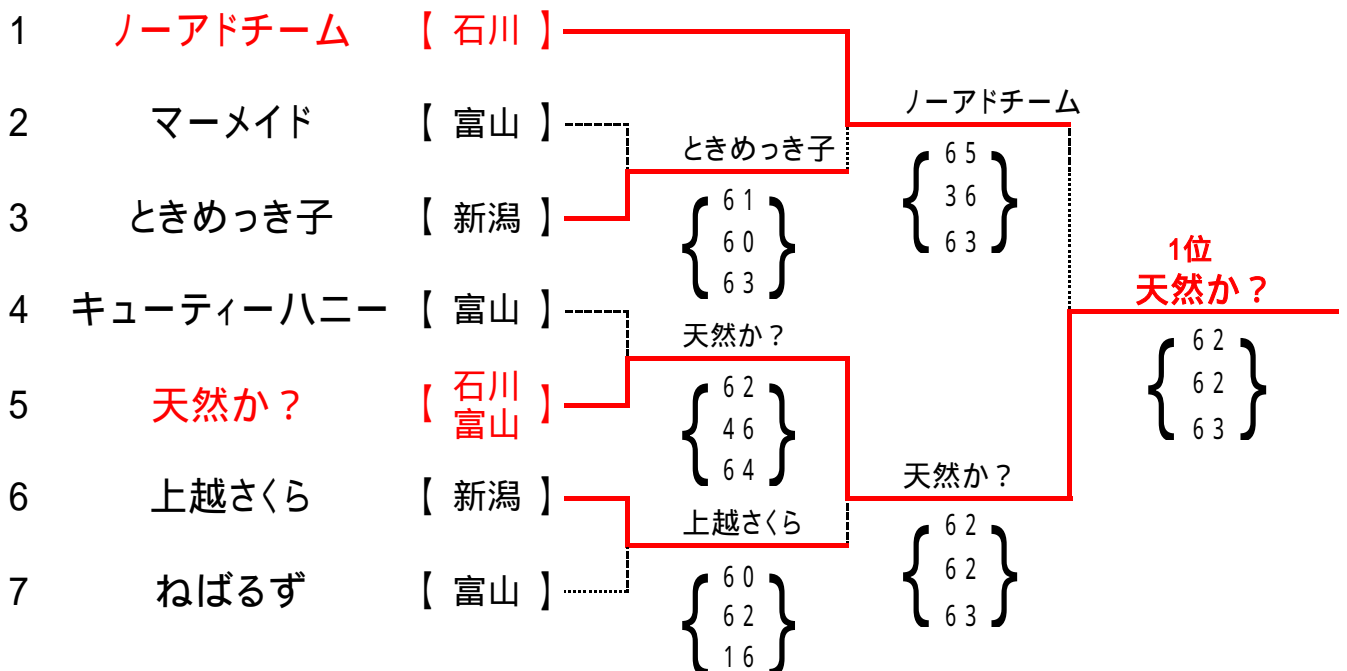 1 ノーアドチーム 【 石川 】
ノーアドチーム
2 マーメイド 【 富山 】
ときめっき子
6 5
3 6
6 3
3 ときめっき子 【 新潟 】
6 1
6 0
6 3
1位
天然か？
4 キューティーハニー 【 富山 】
天然か？
6 2
6 2
6 3
5 天然か？ 【 石川 富山 】
6 2
4 6
6 4
天然か？
6 上越さくら 【 新潟 】
上越さくら
6 2
6 2
6 3
7 ねばるず 【 富山 】
6 0
6 2
1 6